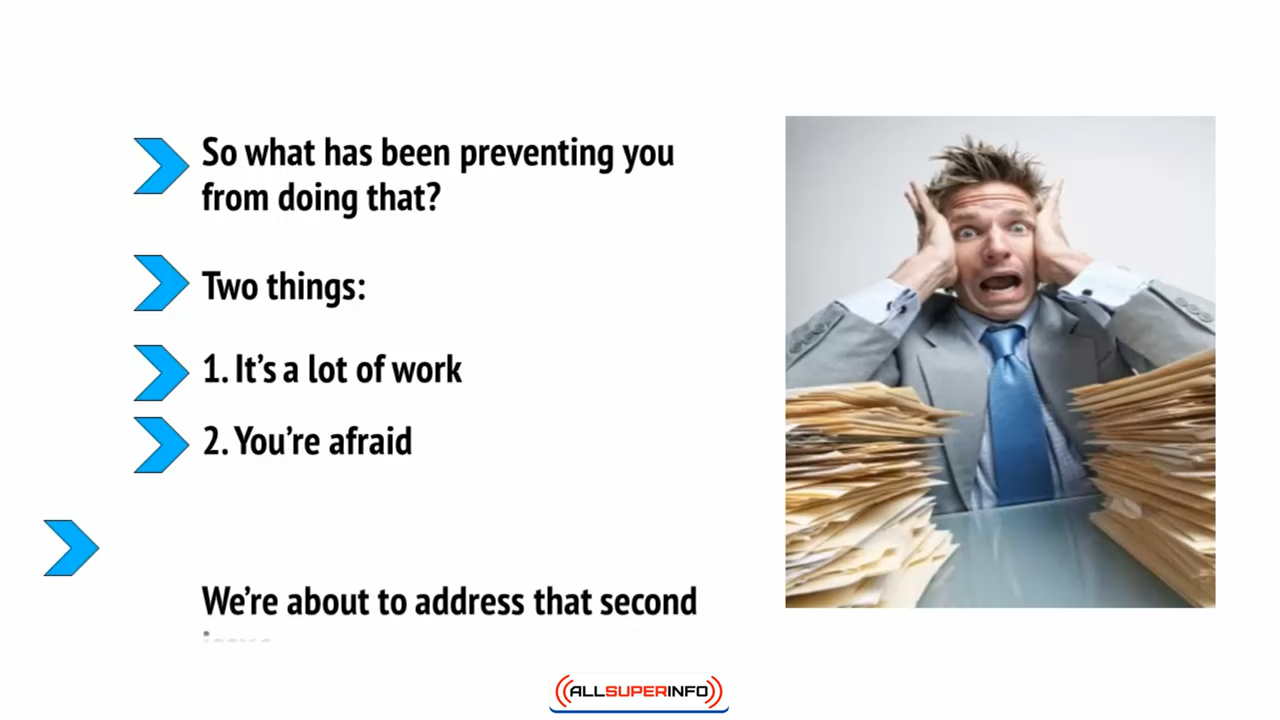 So what has been preventing you
from doing that?
Two things:
1. It's a lot of work
2. You're afraid
We're about to address that second
ALLSUPERINFO